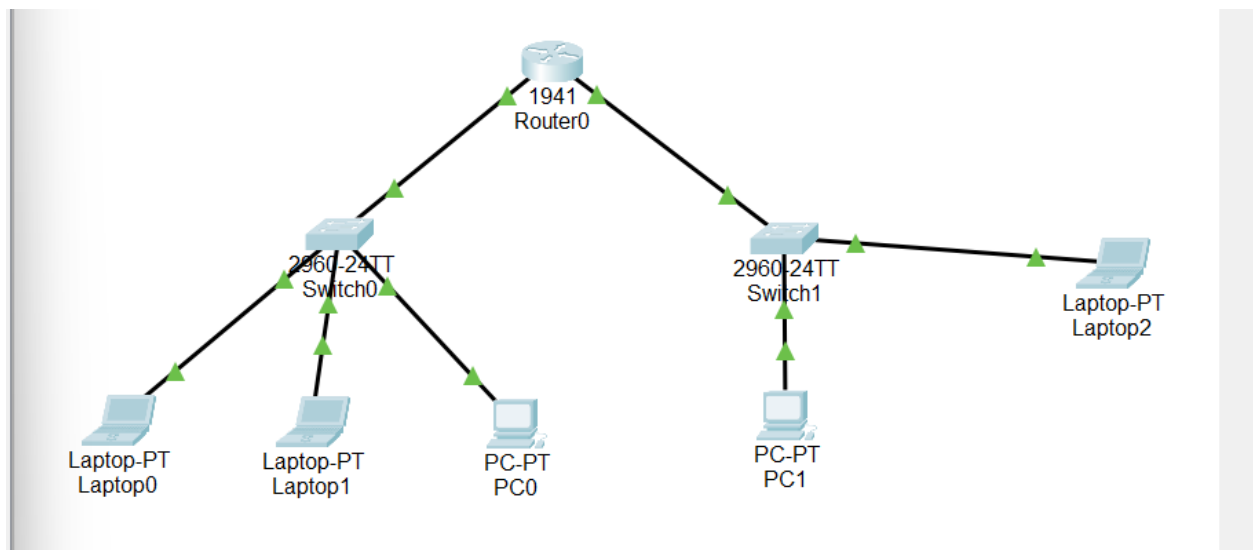 1941
Router0
2960-24TT
Switch0
2960-24TT
Switch1
Laptop-PT
Laptop2
Laptop-PT
Laptop0
Laptop-PT
Laptop1
PC-PT
PC0
PC-PT
PC1